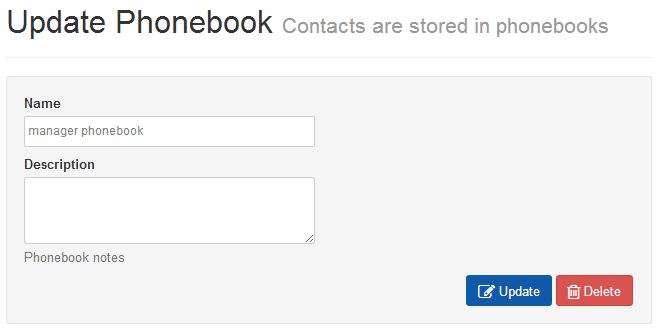 Update Phonebook Contacts are stored in phonebooks
Name
manager phonebook
Description
Phonebook notes
Update Delete